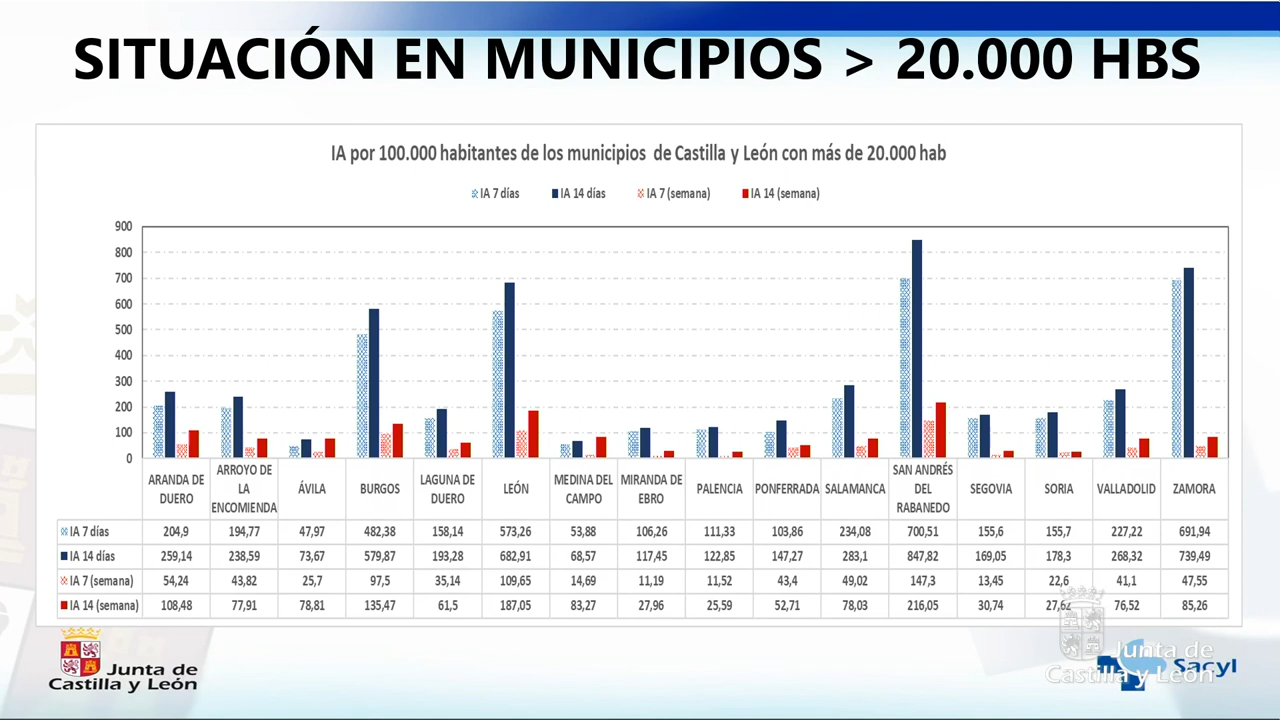 SITUACIÓN EN MUNICIPIOS > 20.000 HBS
IA por 100.000 habitantes de los municipios de Castilla y León con más de 20.000 hab
IA 7 días IA 14 días IA 7 (semana) IA 14 (semana)
900
800
700
600
500
400
300
200
100
0
ARANDA DE DUERO ARROYO DE LA ENCOMIENDA ÁVILA BURGOS LAGUNA DE DUERO LEÓN MEDINA DEL CAMPO MIRANDA DE EBRO PALENCIA PONFERRADA SALAMANCA SAN ANDRÉS DEL RABANEDO SEGOVIA SORIA VALLADOLID ZAMORA
IA 7 días 204,9 194,77 47,97 482,38 158,14 573,26 53,88 106,26 111,33 103,86 234,08 700,51 155,6 155,7 227,22 691,94
IA 14 días 259,14 238,59 73,67 579,87 193,28 682,91 68,57 117,45 122,85 147,27 283,1 847,82 169,05 178,3 268,32 739,49
IA 7 (semana) 54,24 43,82 25,7 97,5 35,14 109,65 14,69 11,19 11,52 43,4 49,02 147,3 13,45 22,6 41,1 47,55
IA 14 (semana) 108,48 77,91 78,81 135,47 61,5 187,05 83,27 27,96 25,59 52,71 78,03 216,05 30,74 27,62 76,52 85,26
Junta de
Castilla y León
Junta de
Castilla y León
Sacyl